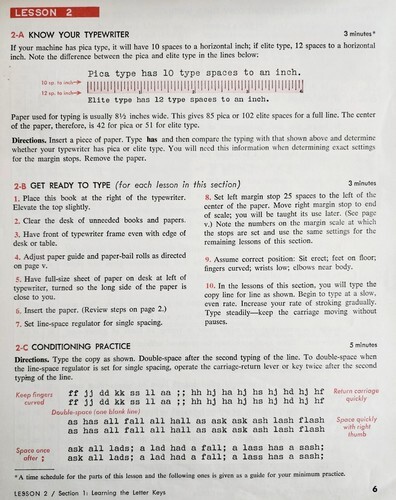 LESSON 2
2-A KNOW YOUR TYPEWRITER 3 minutes*
If your machine has pica type, it will have 10 spaces to a horizontal inch; if elite type, 12 spaces to a horizontal
inch. Note the difference between the pica and elite type in the lines below:
Pica type has 10 type spaces to an inch.
10 sp. to inch
12 sp. to inch
Elite type has 12 type spaces to an inch.
Paper used for typing is usually 8½ inches wide. This gives 85 pica or 102 elite spaces for a full line. The center
of the paper, therefore, is 42 for pica or 51 for elite type.
Directions. Insert a piece of paper. Type has and then compare the typing with that shown above and determine
whether your typewriter has pica or elite type. You will need this information when determining exact settings
for the margin stops. Remove the paper.
2-B GET READY TO TYPE (for each lesson in this section) 3 minutes
1. Place this book at the right of the typewriter.
Elevate the top slightly.
2. Clear the desk of unneeded books and papers.
3. Have front of typewriter frame even with edge of
desk or table.
4. Adjust paper guide and paper-bail rolls as directed
on page v.
5. Have full-size sheet of paper on desk at left of
typewriter, turned so the long side of the paper is
close to you.
6. Insert the paper. (Review steps on page 2.)
7. Set line-space regulator for single spacing.
8. Set left margin stop 25 spaces to the left of the
center of the paper. Move right margin stop to end
of scale; you will be taught its use later. (See page
v.) Note the numbers on the margin scale at which
the stops are set and use the same settings for the
remaining lessons of this section.
9. Assume correct position: Sit erect; feet on floor;
fingers curved; wrists low; elbows near body.
10. In the lessons of this section, you will type the
copy line for line as shown. Begin to type at a slow,
even rate. Increase your rate of stroking gradually.
Type steadily—keep the carriage moving without
pauses.
2-C CONDITIONING PRACTICE 5 minutes
Directions. Type the copy as shown. Double-space after the second typing of the line. To double-space when
the line-space regulator is set for single spacing, operate the carriage-return lever or key twice after the second
typing of the line.
Keep fingers
curved
ff jj dd kk ss ll aa ;; hh hj ha hj hs hj hd hj hf
ff jj dd kk ss ll aa ;; hh hj ha hj hs hj hd hj hf
Return carriage
quickly
Double-space (one blank line)
as has all fall all hall as ask ask ash lash flash
as has all fall all hall as ask ask ash lash flash
Space quickly
with right
thumb
Space once
after ;
ask all lads; a lad had a fall; a lass has a sash;
ask all lads; a lad had a fall; a lass has a sash;
*A time schedule for the parts of this lesson and the following ones is given as a guide for your minimum practice.
LESSON 2 / Section 1: Learning the Letter Keys 6